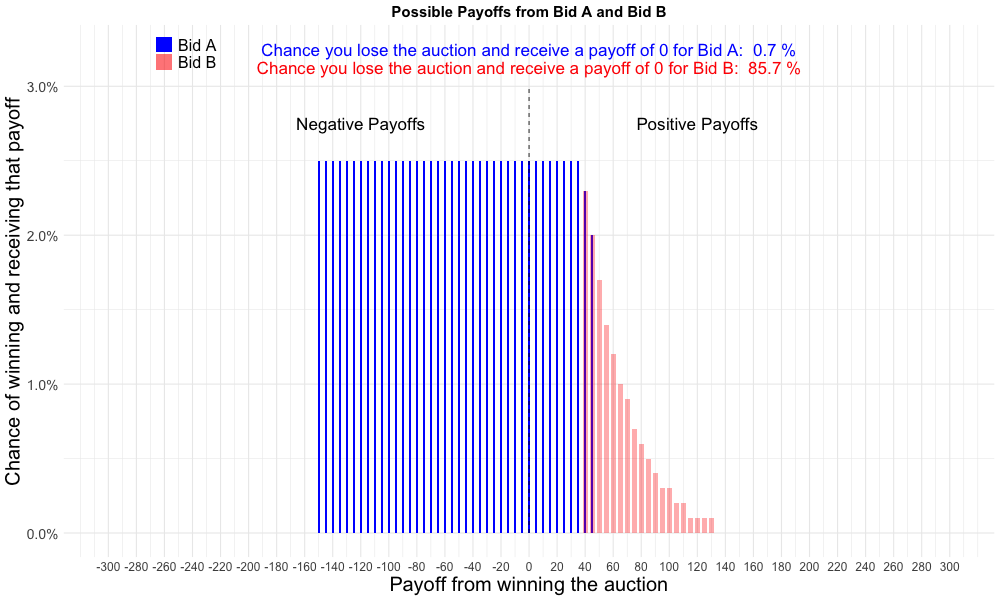 Possible Payoffs from Bid A and Bid B
Bid A
Bid B
Chance you lose the auction and receive a payoff of 0 for Bid A:  0.7 %
Chance you lose the auction and receive a payoff of 0 for Bid B:  85.7 %
Negative Payoffs
Positive Payoffs
Chance of winning and receiving that payoff
3.0%
2.0%
1.0%
0.0%
-300 -280 -260 -240 -220 -200 -180 -160 -140 -120 -100 -80 -60 -40 -20 0 20 40 60 80 100 120 140 160 180 200 220 240 260 280 300
Payoff from winning the auction